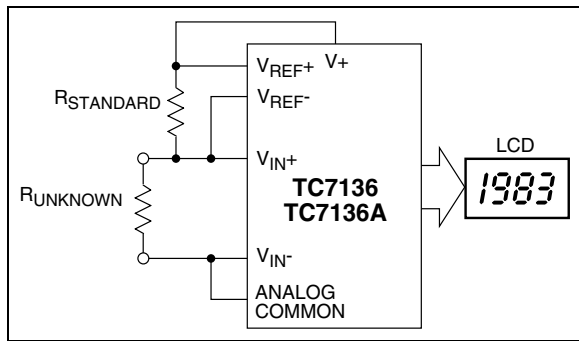 V+
VREF+
RSTANDARD
VREF-
LCD
VIN+
TC7136
TC7136A
1983
RUNKNOWN
VIN-
ANALOG
COMMON